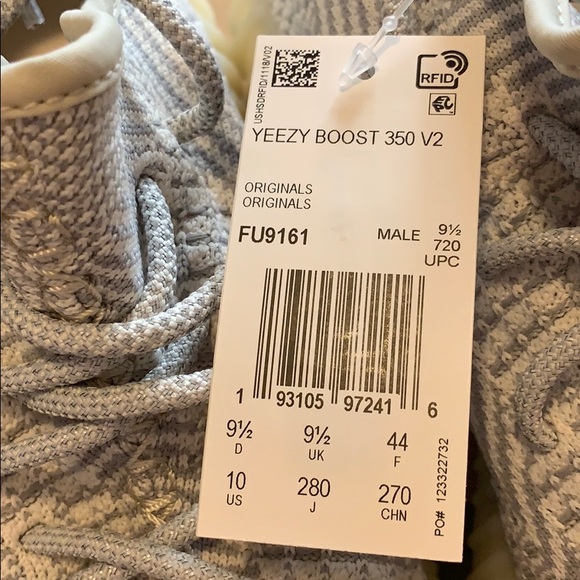 USHSDRFID/1118/V02
RFID
YEEZY BOOST 350 V2
ORIGINALS
ORIGINALS
FU9161
MALE 9½
720
UPC
1 93105 97241 6
9½ 9½ 44
D UK F
10 280 270
US J CHN
PO# 123322732